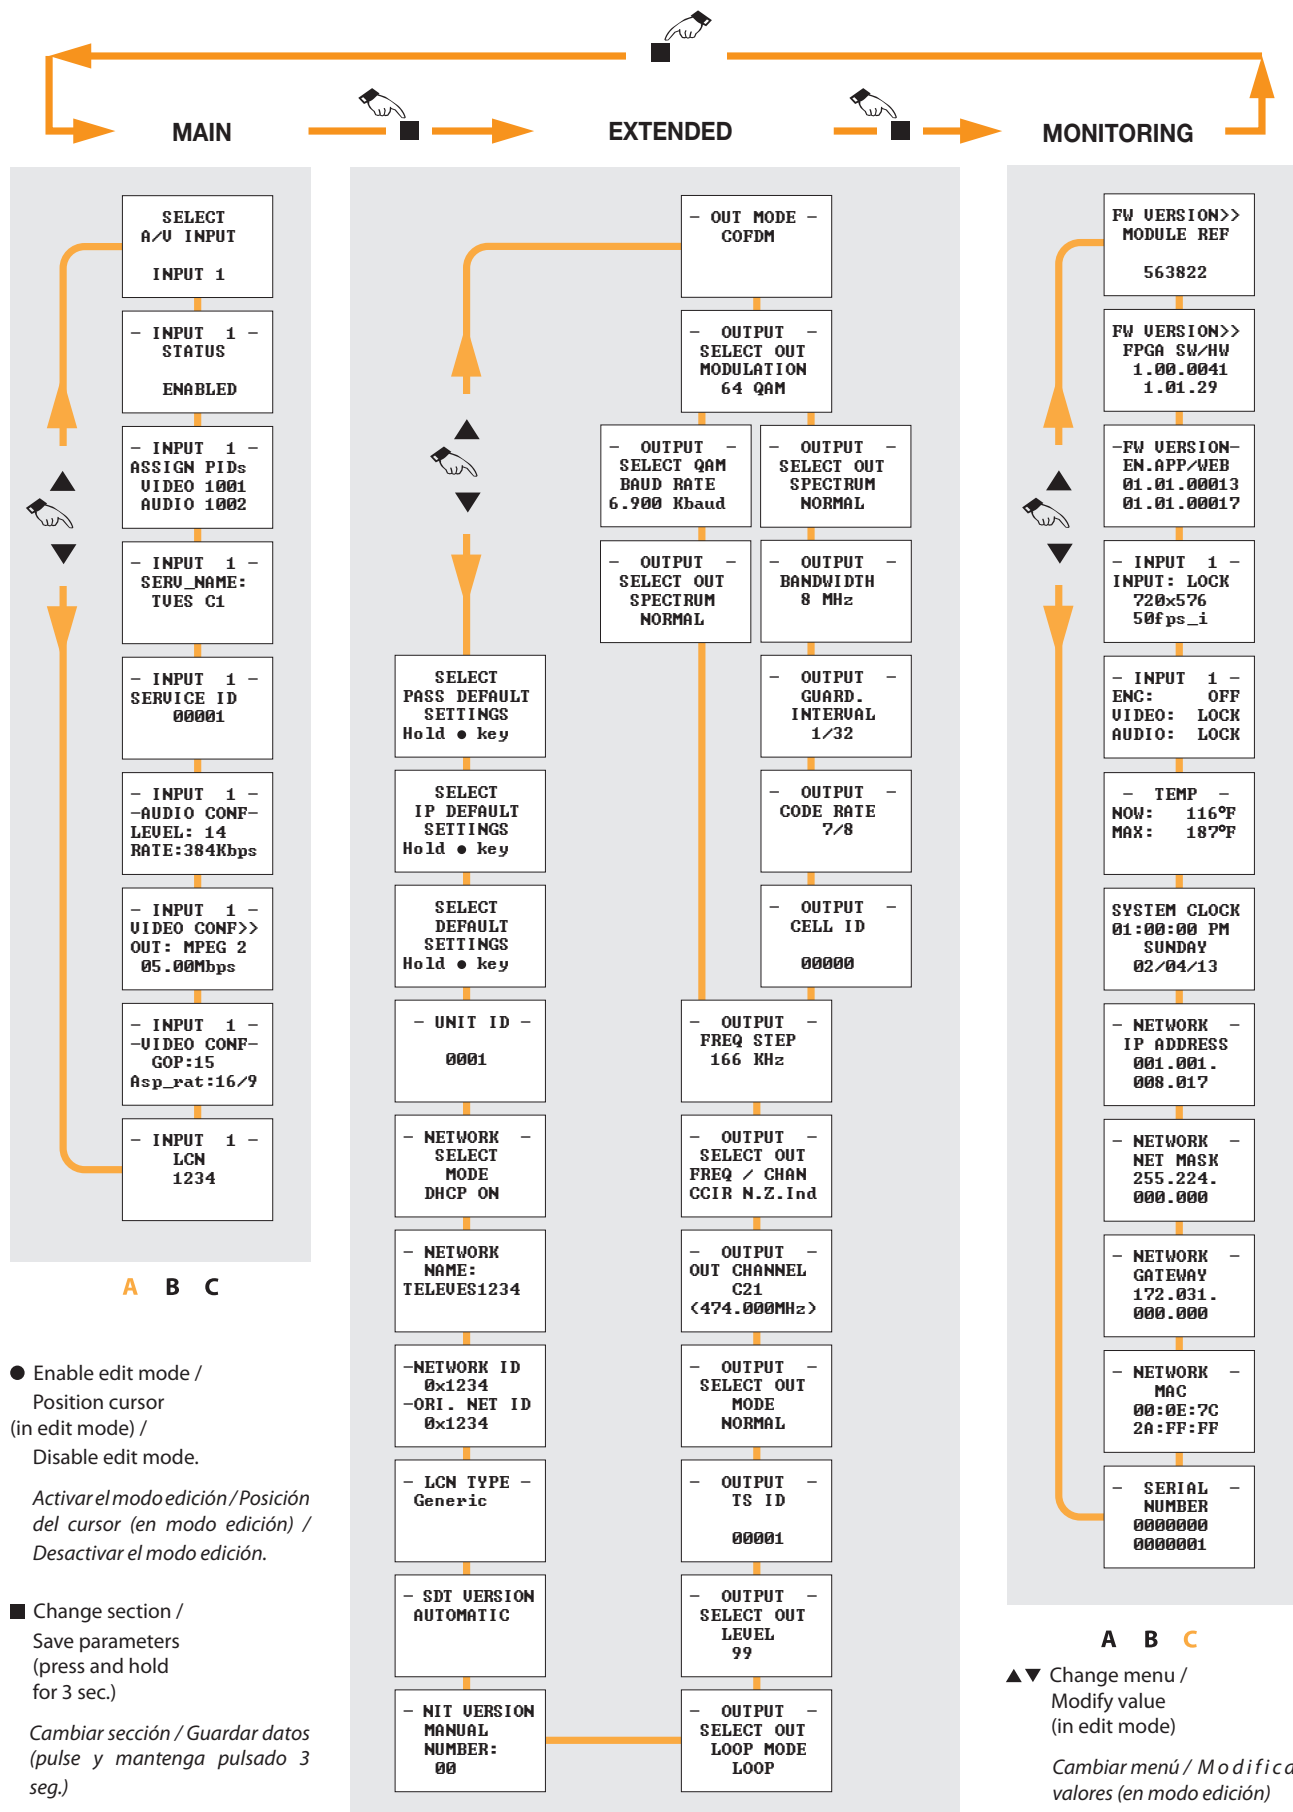 MAIN
EXTENDED
MONITORING
SELECT
A/V INPUT
INPUT 1
- INPUT 1 -
STATUS
ENABLED
- INPUT 1 -
ASSIGN PIDs
VIDEO 1001
AUDIO 1002
- INPUT 1 -
SERV_NAME:
TVES C1
- INPUT 1 -
SERVICE ID
00001
- INPUT 1 -
-AUDIO CONF-
LEVEL: 14
RATE:384Kbps
- INPUT 1 -
VIDEO CONF>>
OUT: MPEG 2
05.00Mbps
- INPUT 1 -
-VIDEO CONF-
GOP:15
Asp_rat:16/9
- INPUT 1 -
LCN
1234
A B C
● Enable edit mode /
Position cursor
(in edit mode) /
Disable edit mode.
Activar el modo edición / Posición
del cursor (en modo edición) /
Desactivar el modo edición.
■ Change section /
Save parameters
(press and hold
for 3 sec.)
Cambiar sección / Guardar datos
(pulse y mantenga pulsado 3
seg.)
- OUT MODE -
COFDM
- OUTPUT -
SELECT OUT
MODULATION
64 QAM
- OUTPUT -
SELECT QAM
BAUD RATE
6.900 Kbaud
- OUTPUT -
SELECT OUT
SPECTRUM
NORMAL
- OUTPUT -
SELECT OUT
SPECTRUM
NORMAL
- OUTPUT -
BANDWIDTH
8 MHz
- OUTPUT -
GUARD.
INTERVAL
1/32
- OUTPUT -
CODE RATE
7/8
- OUTPUT -
CELL ID
00000
- OUTPUT -
FREQ STEP
166 KHz
- OUTPUT -
SELECT OUT
FREQ / CHAN
CCIR N.Z.Ind
- OUTPUT -
OUT CHANNEL
C21
(474.000MHz)
- OUTPUT -
SELECT OUT
MODE
NORMAL
- OUTPUT -
TS ID
00001
- OUTPUT -
SELECT OUT
LEVEL
99
- OUTPUT -
SELECT OUT
LOOP MODE
LOOP
SELECT
PASS DEFAULT
SETTINGS
Hold ● key
SELECT
IP DEFAULT
SETTINGS
Hold ● key
SELECT
DEFAULT
SETTINGS
Hold ● key
- UNIT ID -
0001
- NETWORK -
SELECT
MODE
DHCP ON
- NETWORK
NAME:
TELEVES1234
-NETWORK ID
0x1234
-ORI. NET ID
0x1234
- LCN TYPE -
Generic
- SDT VERSION
AUTOMATIC
- NIT VERSION
MANUAL
NUMBER:
00
FW VERSION>>
MODULE REF
563822
FW VERSION>>
FPGA SW/HW
1.00.0041
1.01.29
-FW VERSION-
EN.APP/WEB
01.01.00013
01.01.00017
- INPUT 1 -
INPUT: LOCK
720x576
50fps_i
- INPUT 1 -
ENC: OFF
VIDEO: LOCK
AUDIO: LOCK
- TEMP -
NOW: 116ºF
MAX: 187ºF
SYSTEM CLOCK
01:00:00 PM
SUNDAY
02/04/13
- NETWORK -
IP ADDRESS
001.001.
008.017
- NETWORK -
NET MASK
255.224.
000.000
- NETWORK -
GATEWAY
172.031.
000.000
- NETWORK -
MAC
00:0E:7C
2A:FF:FF
- SERIAL -
NUMBER
0000000
0000001
A B C
▲▼ Change menu /
Modify value
(in edit mode)
Cambiar menú / Modifica
valores (en modo edición)